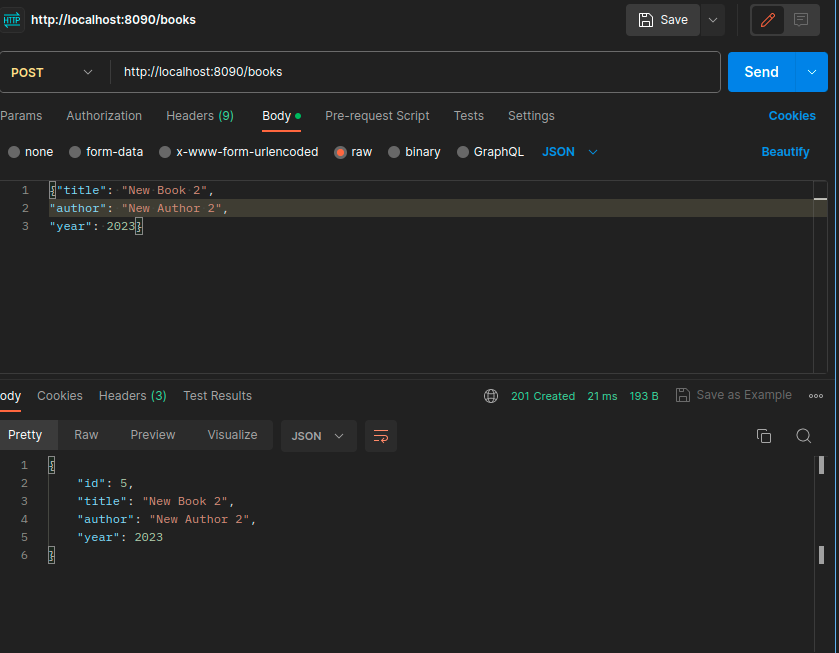 HTTP http://localhost:8090/books Save
POST http://localhost:8090/books Send
Params Authorization Headers (9) Body Pre-request Script Tests Settings Cookies
none form-data x-www-form-urlencoded raw binary GraphQL JSON Beautify
1 {"title": "New Book 2",
2 "author": "New Author 2",
3 "year": 2023}
ody Cookies Headers (3) Test Results 201 Created 21 ms 193 B Save as Example
Pretty Raw Preview Visualize JSON
1 {
2 "id": 5,
3 "title": "New Book 2",
4 "author": "New Author 2",
5 "year": 2023
6 }